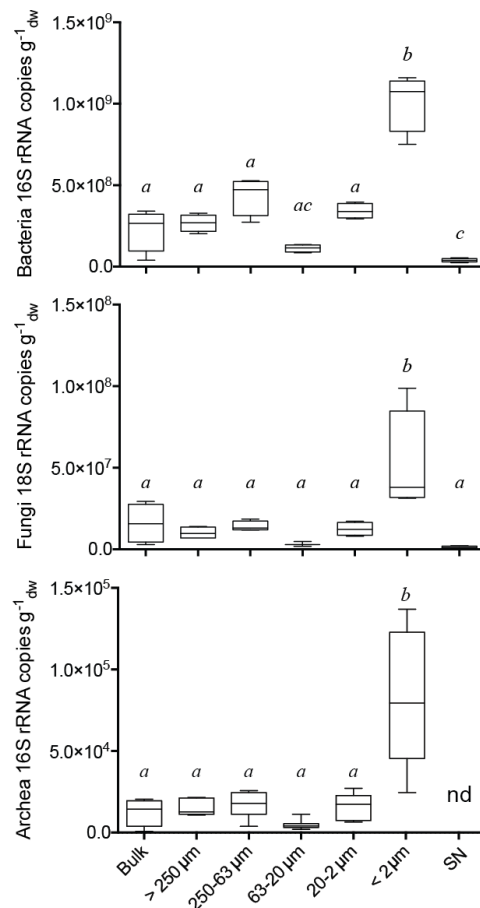 Bacteria 16S rRNA copies g⁻¹dw
1.5×10⁹
1.0×10⁹
5.0×10⁸
0.0
a a a ac a b c
Fungi 18S rRNA copies g⁻¹dw
1.5×10⁸
1.0×10⁸
5.0×10⁷
0.0
a a a a a b a
Archea 16S rRNA copies g⁻¹dw
1.5×10⁵
1.0×10⁵
5.0×10⁴
0.0
a a a a a b nd
Bulk
> 250 µm
250-63 µm
63-20 µm
20-2 µm
< 2µm
SN